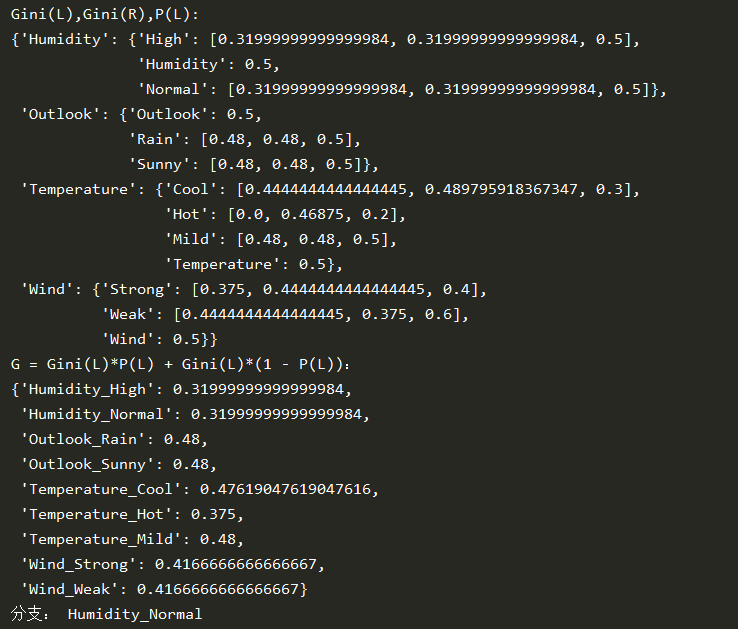 Gini(L),Gini(R),P(L):
{'Humidity': {'High': [0.31999999999999984, 0.31999999999999984, 0.5],
              'Humidity': 0.5,
              'Normal': [0.31999999999999984, 0.31999999999999984, 0.5]},
 'Outlook': {'Outlook': 0.5,
             'Rain': [0.48, 0.48, 0.5],
             'Sunny': [0.48, 0.48, 0.5]},
 'Temperature': {'Cool': [0.4444444444444445, 0.489795918367347, 0.3],
                 'Hot': [0.0, 0.46875, 0.2],
                 'Mild': [0.48, 0.48, 0.5],
                 'Temperature': 0.5},
 'Wind': {'Strong': [0.375, 0.4444444444444445, 0.4],
          'Weak': [0.4444444444444445, 0.375, 0.6],
          'Wind': 0.5}}
G = Gini(L)*P(L) + Gini(L)*(1 - P(L))：
{'Humidity_High': 0.31999999999999984,
 'Humidity_Normal': 0.31999999999999984,
 'Outlook_Rain': 0.48,
 'Outlook_Sunny': 0.48,
 'Temperature_Cool': 0.47619047619047616,
 'Temperature_Hot': 0.375,
 'Temperature_Mild': 0.48,
 'Wind_Strong': 0.4166666666666667,
 'Wind_Weak': 0.4166666666666667}
分支： Humidity_Normal